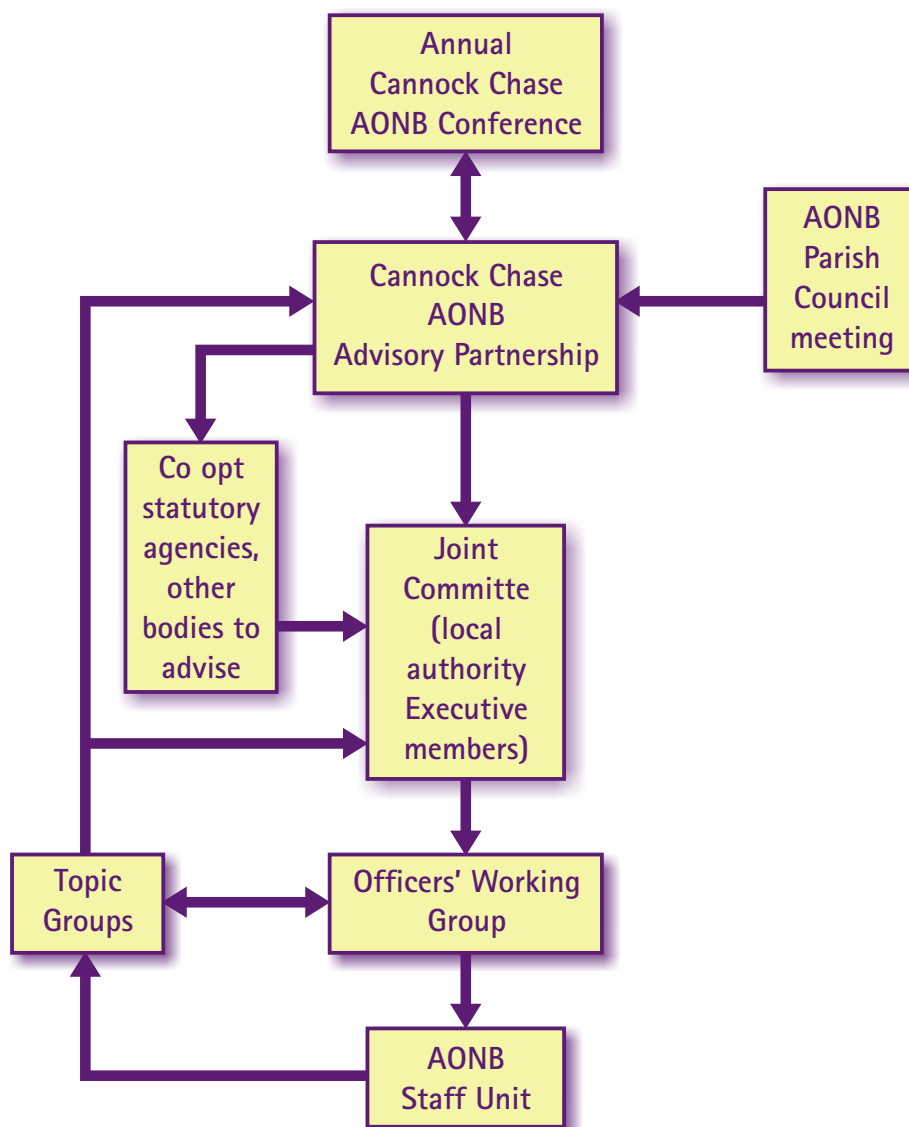 Annual
Cannock Chase
AONB Conference
AONB
Parish
Council
meeting
Cannock Chase
AONB
Advisory Partnership
Co opt
statutory
agencies,
other
bodies to
advise
Joint
Committe
(local
authority
Executive
members)
Topic
Groups
Officers' Working
Group
AONB
Staff Unit